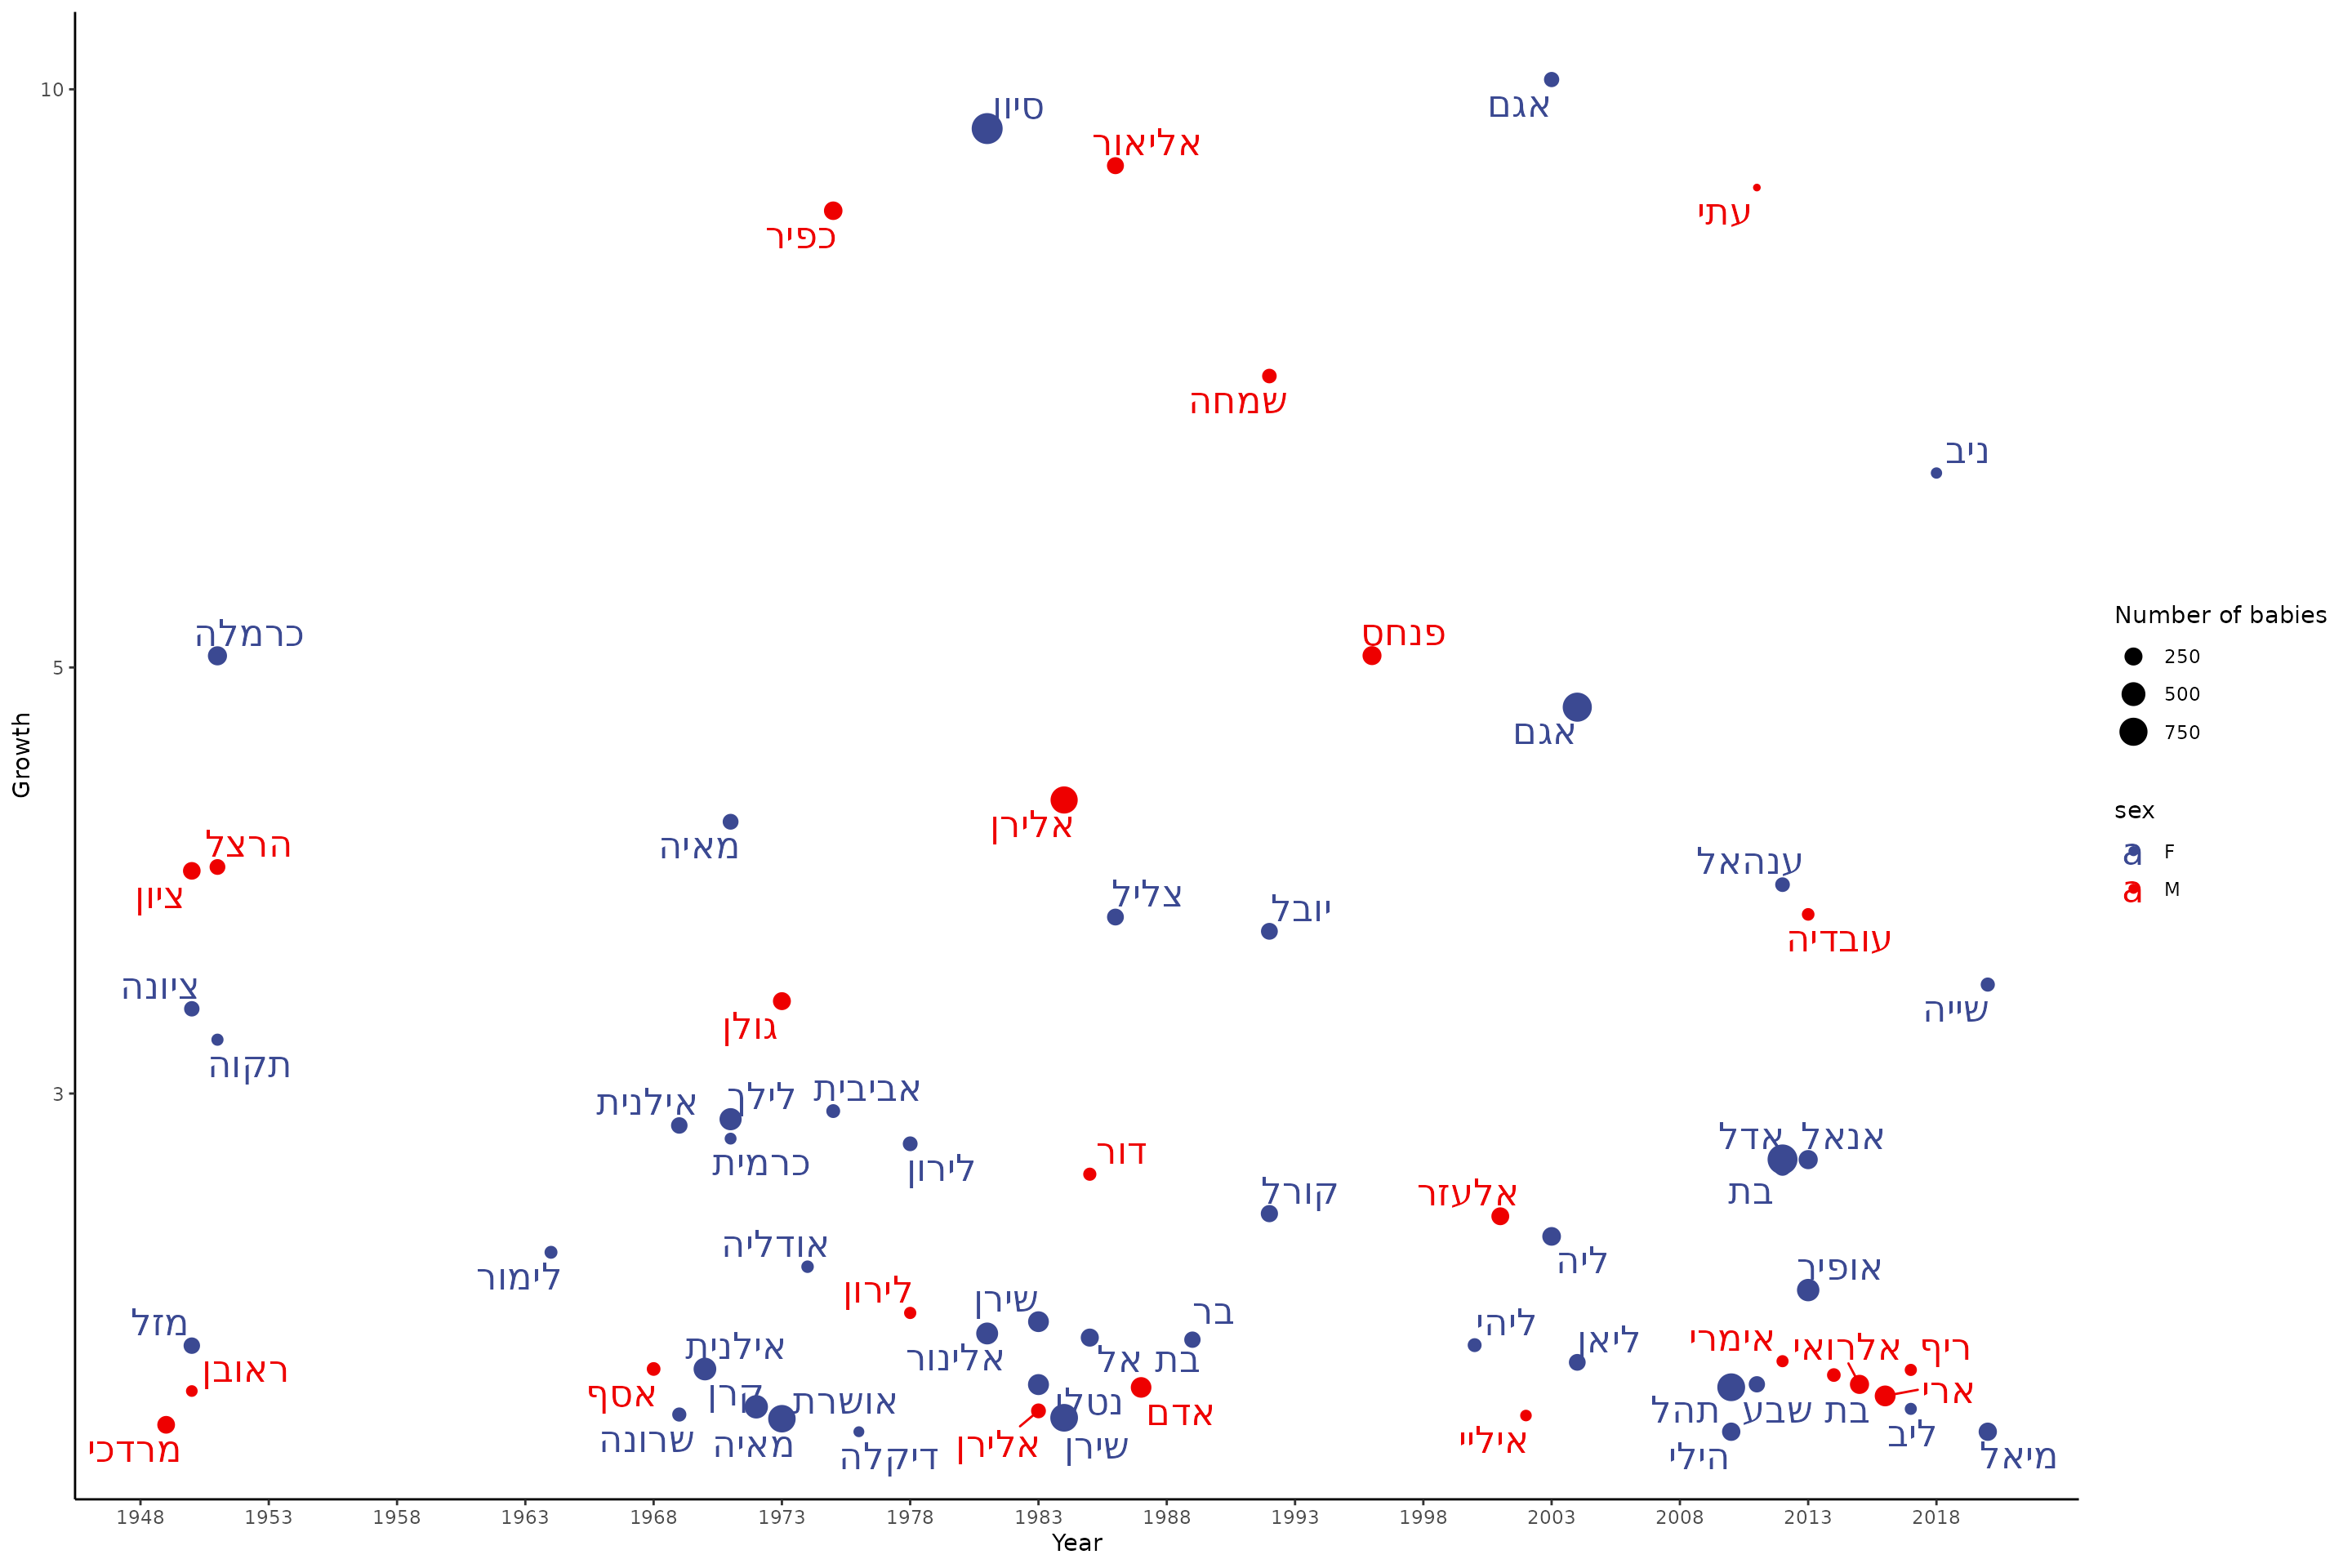 10
5
3
Growth
סיון
אגם
אליאור
עתי
כפיר
שמחה
ניב
כרמלה
פנחס
אגם
אלירן
הרצל
מאיה
ענהאל
ציון
צליל
יובל
עובדיה
ציונה
שייה
גולן
תקוה
אביבית
לילך
אילנית
דור
אדל
אנאל
כרמית
לירון
קורל
אלעזר
בת
אודליה
ליה
לימור
אופיר
לירון
שירן
בר
מזל
ליהי
אילנית
אלינור
בת אל
ליאן
אימרי
אלרואי
ריף
ראובן
אסף
קרן
אושרת
נטלי
אדם
תהל
בת שבע
ארי
מרדכי
שרונה
מאיה
דיקלה
אלירן
שירן
איליי
הילי
ליב
מיאל
1948 1953 1958 1963 1968 1973 1978 1983 1988 1993 1998 2003 2008 2013 2018
Year
Number of babies
250
500
750
sex
a F
a M